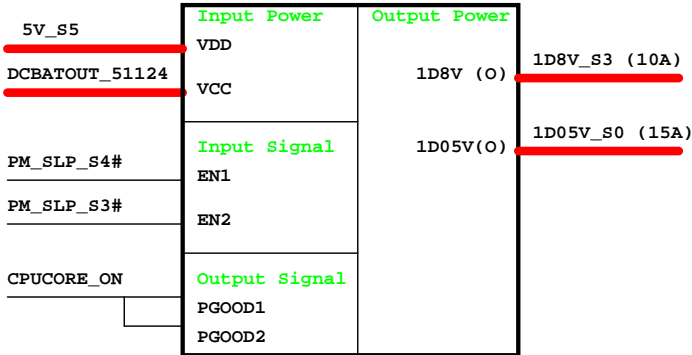 5V_S5
DCBATOUT_51124
PM_SLP_S4#
PM_SLP_S3#
CPUCORE_ON
Input Power
VDD
VCC
Input Signal
EN1
EN2
Output Signal
PGOOD1
PGOOD2
Output Power
1D8V (O)
1D05V(O)
1D8V_S3 (10A)
1D05V_S0 (15A)